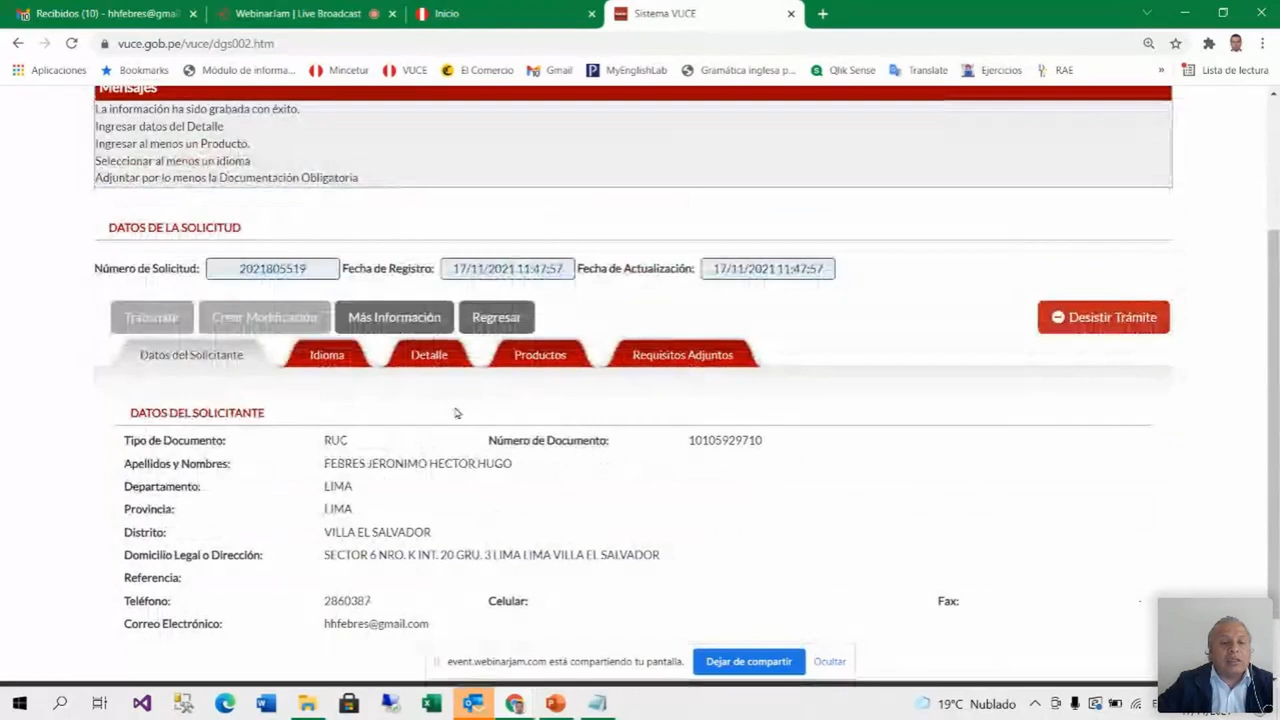 Recibidos (10) - hhfebres@gmail
WebinarJam | Live Broadcast
Inicio
Sistema VUCE
vuce.gob.pe/vuce/dgs002.htm
Aplicaciones
Bookmarks
Módulo de informa...
Mincetur
VUCE
El Comercio
Gmail
MyEnglishLab
Gramática inglesa p...
Qlik Sense
Translate
Ejercicios
RAE
»
Lista de lectura
Mensajes
La información ha sido grabada con éxito.
Ingresar datos del Detalle
Ingresar al menos un Producto.
Seleccionar al menos un idioma
Adjuntar por lo menos la Documentación Obligatoria
DATOS DE LA SOLICITUD
Número de Solicitud: 2021805519 Fecha de Registro: 17/11/2021 11:47:57 Fecha de Actualización: 17/11/2021 11:47:57
Transmitir Crear Modificación Más Información Regresar Desistir Trámite
Datos del Solicitante Idioma Detalle Productos Requisitos Adjuntos
DATOS DEL SOLICITANTE
Tipo de Documento: RUC Número de Documento: 10105929710
Apellidos y Nombres: FEBRES JERONIMO HECTOR HUGO
Departamento: LIMA
Provincia: LIMA
Distrito: VILLA EL SALVADOR
Domicilio Legal o Dirección: SECTOR 6 NRO. K INT. 20 GRU. 3 LIMA LIMA VILLA EL SALVADOR
Referencia:
Teléfono: 2860387 Celular: Fax: -
Correo Electrónico: hhfebres@gmail.com
event.webinarjam.com está compartiendo tu pantalla. Dejar de compartir Ocultar
19°C Nublado